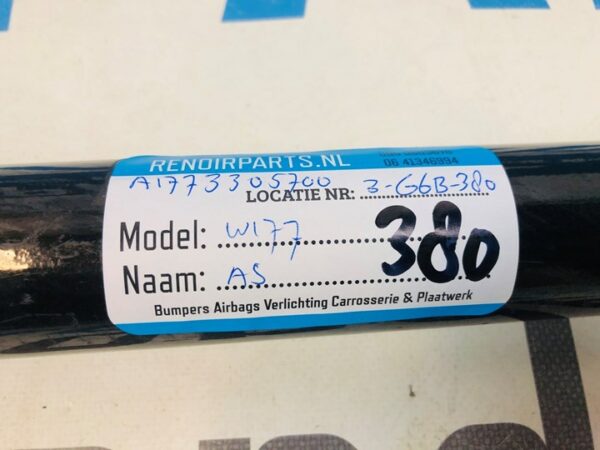 RENOIRPARTS.NL
06 41346994
A1773305700
LOCATIE NR: 3-G6B-380
Model: W177
380
Naam: AS
Bumpers Airbags Verlichting Carrosserie & Plaatwerk